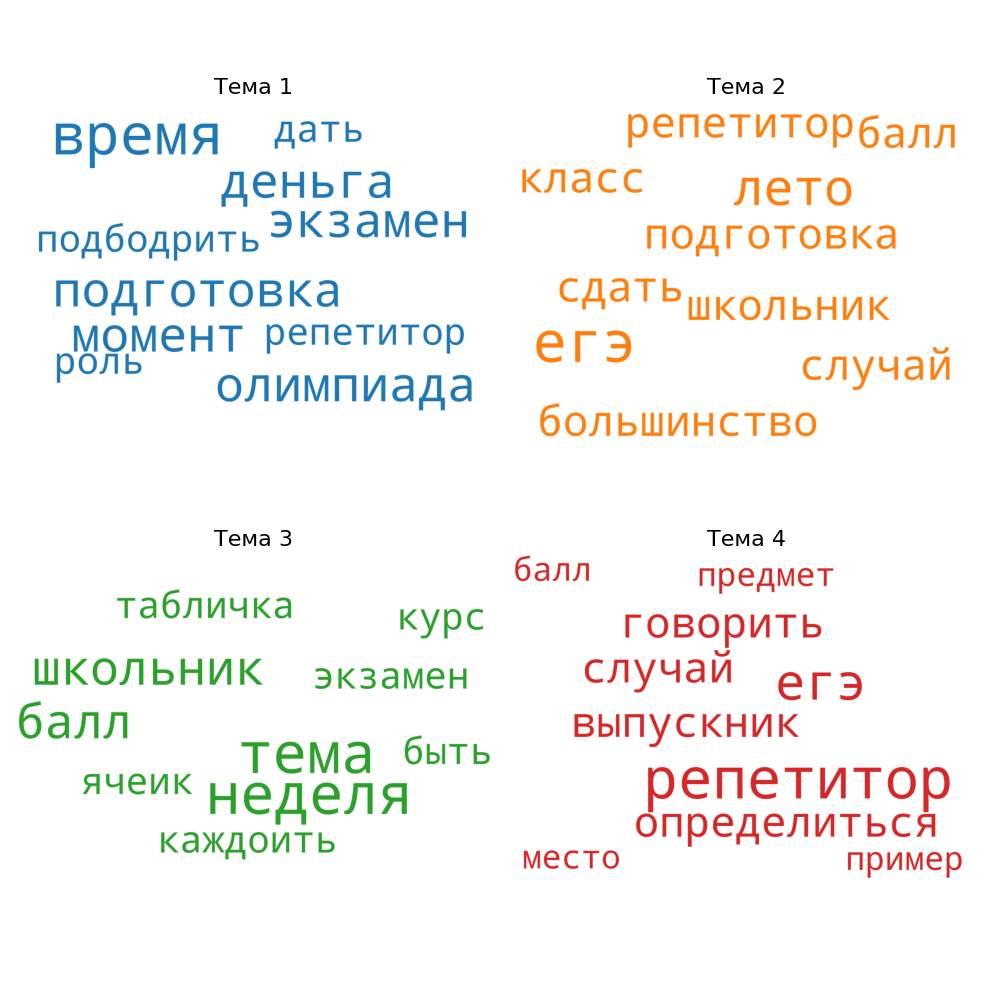 Тема 1
время дать
деньга
экзамен
подбодрить
подготовка
момент репетитор
роль
олимпиада
Тема 2
репетитор балл
класс лето
подготовка
сдать школьник
егэ
случай
большинство
Тема 3
табличка курс
школьник экзамен
балл
тема быть
ячеик неделя
каждоить
Тема 4
балл предмет
говорить
случай егэ
выпускник
репетитор
определиться
место пример